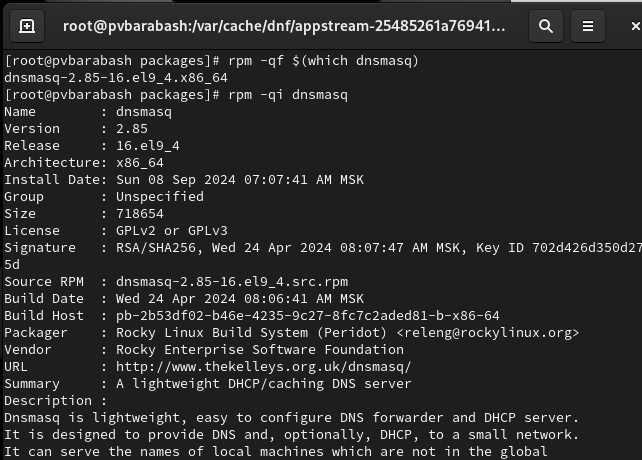 root@pvbarabash:/var/cache/dnf/appstream-25485261a76941...
[root@pvbarabash packages]# rpm -qf $(which dnsmasq)
dnsmasq-2.85-16.el9_4.x86_64
[root@pvbarabash packages]# rpm -qi dnsmasq
Name        : dnsmasq
Version     : 2.85
Release     : 16.el9_4
Architecture: x86_64
Install Date: Sun 08 Sep 2024 07:07:41 AM MSK
Group       : Unspecified
Size        : 718654
License     : GPLv2 or GPLv3
Signature   : RSA/SHA256, Wed 24 Apr 2024 08:07:47 AM MSK, Key ID 702d426d350d27
5d
Source RPM  : dnsmasq-2.85-16.el9_4.src.rpm
Build Date  : Wed 24 Apr 2024 08:06:41 AM MSK
Build Host  : pb-2b53df02-b46e-4235-9c27-8fc7c2aded81-b-x86-64
Packager    : Rocky Linux Build System (Peridot) <releng@rockylinux.org>
Vendor      : Rocky Enterprise Software Foundation
URL         : http://www.thekelleys.org.uk/dnsmasq/
Summary     : A lightweight DHCP/caching DNS server
Description :
Dnsmasq is lightweight, easy to configure DNS forwarder and DHCP server.
It is designed to provide DNS and, optionally, DHCP, to a small network.
It can serve the names of local machines which are not in the global